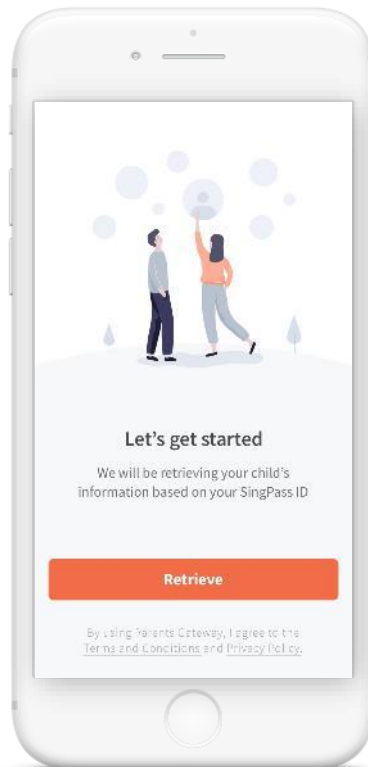 Let's get started
We will be retrieving your child's
information based on your SingPass ID
Retrieve
By using Parents Gateway, I agree to the
Terms and Conditions and Privacy Policy.